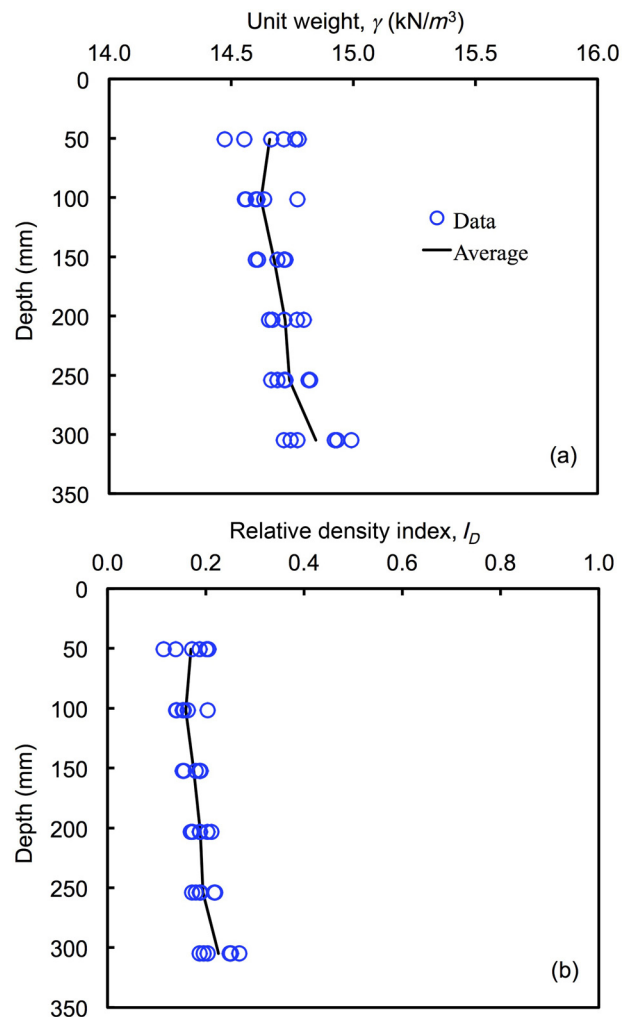 Unit weight, γ (kN/m³)
14.0 14.5 15.0 15.5 16.0
0
50
100
150
200
250
300
350
Depth (mm)
Data
Average
(a)
Relative density index, I_D
0.0 0.2 0.4 0.6 0.8 1.0
0
50
100
150
200
250
300
350
Depth (mm)
(b)